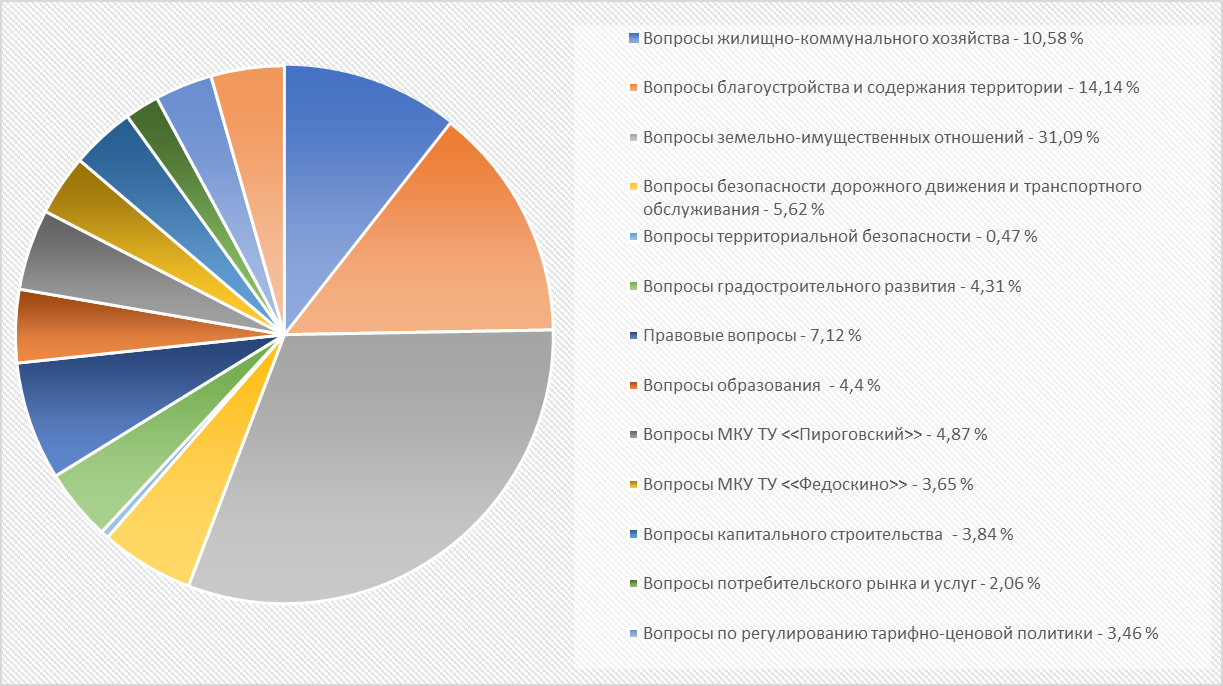 Вопросы жилищно-коммунального хозяйства - 10,58 %
Вопросы благоустройства и содержания территории - 14,14 %
Вопросы земельно-имущественных отношений - 31,09 %
Вопросы безопасности дорожного движения и транспортного
обслуживания - 5,62 %
Вопросы территориальной безопасности - 0,47 %
Вопросы градостроительного развития - 4,31 %
Правовые вопросы - 7,12 %
Вопросы образования  - 4,4 %
Вопросы МКУ ТУ <<Пироговский>> - 4,87 %
Вопросы МКУ ТУ <<Федоскино>> - 3,65 %
Вопросы капитального строительства  - 3,84 %
Вопросы потребительского рынка и услуг - 2,06 %
Вопросы по регулированию тарифно-ценовой политики - 3,46 %